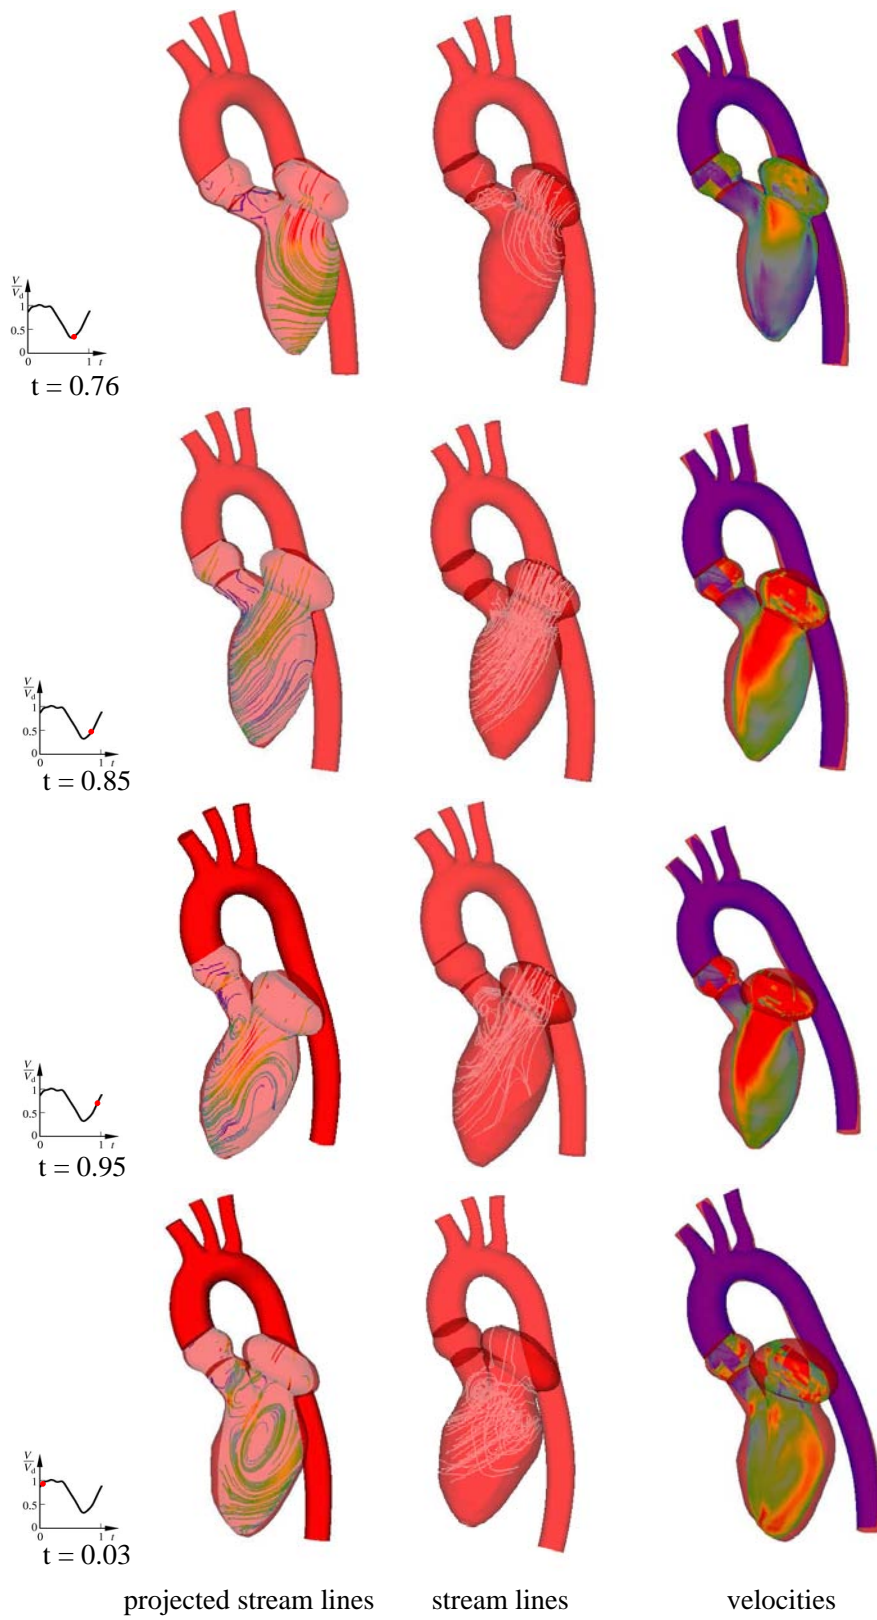 V
V_d
1
0.5
0
0
1
t
t = 0.76
V
V_d
1
0.5
0
0
1
t
t = 0.85
V
V_d
1
0.5
0
0
1
t
t = 0.95
V
V_d
1
0.5
0
0
1
t
t = 0.03
projected stream lines stream lines velocities